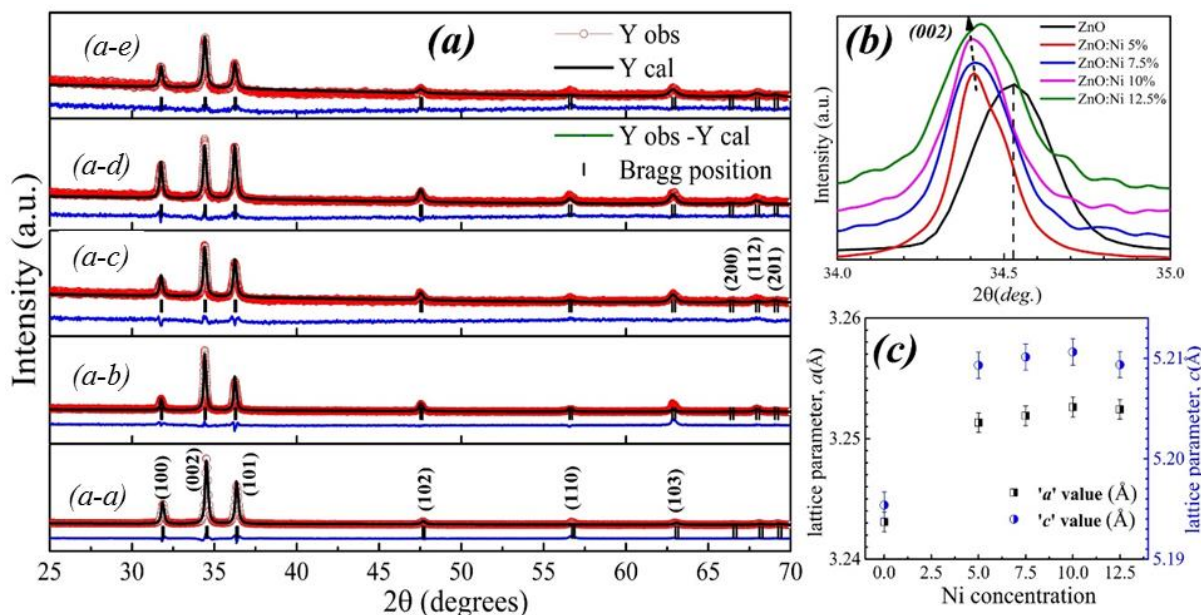 (a-e)
(a)
Y obs
Y cal
(a-d)
Y obs -Y cal
Bragg position
(a-c)
(200)
(112)
(201)
(a-b)
(a-a)
(100)
(002)
(101)
(102)
(110)
(103)
Intensity (a.u.)
25 30 35 40 45 50 55 60 65 70
2θ (degrees)
(b)
(002)
ZnO
ZnO:Ni 5%
ZnO:Ni 7.5%
ZnO:Ni 10%
ZnO:Ni 12.5%
Intensity (a.u.)
34.0 34.5 35.0
2θ(deg.)
(c)
3.26
3.25
3.24
lattice parameter, a(Å)
5.21
5.20
5.19
lattice parameter, c(Å)
'a' value (Å)
'c' value (Å)
0.0 2.5 5.0 7.5 10.0 12.5
Ni concentration